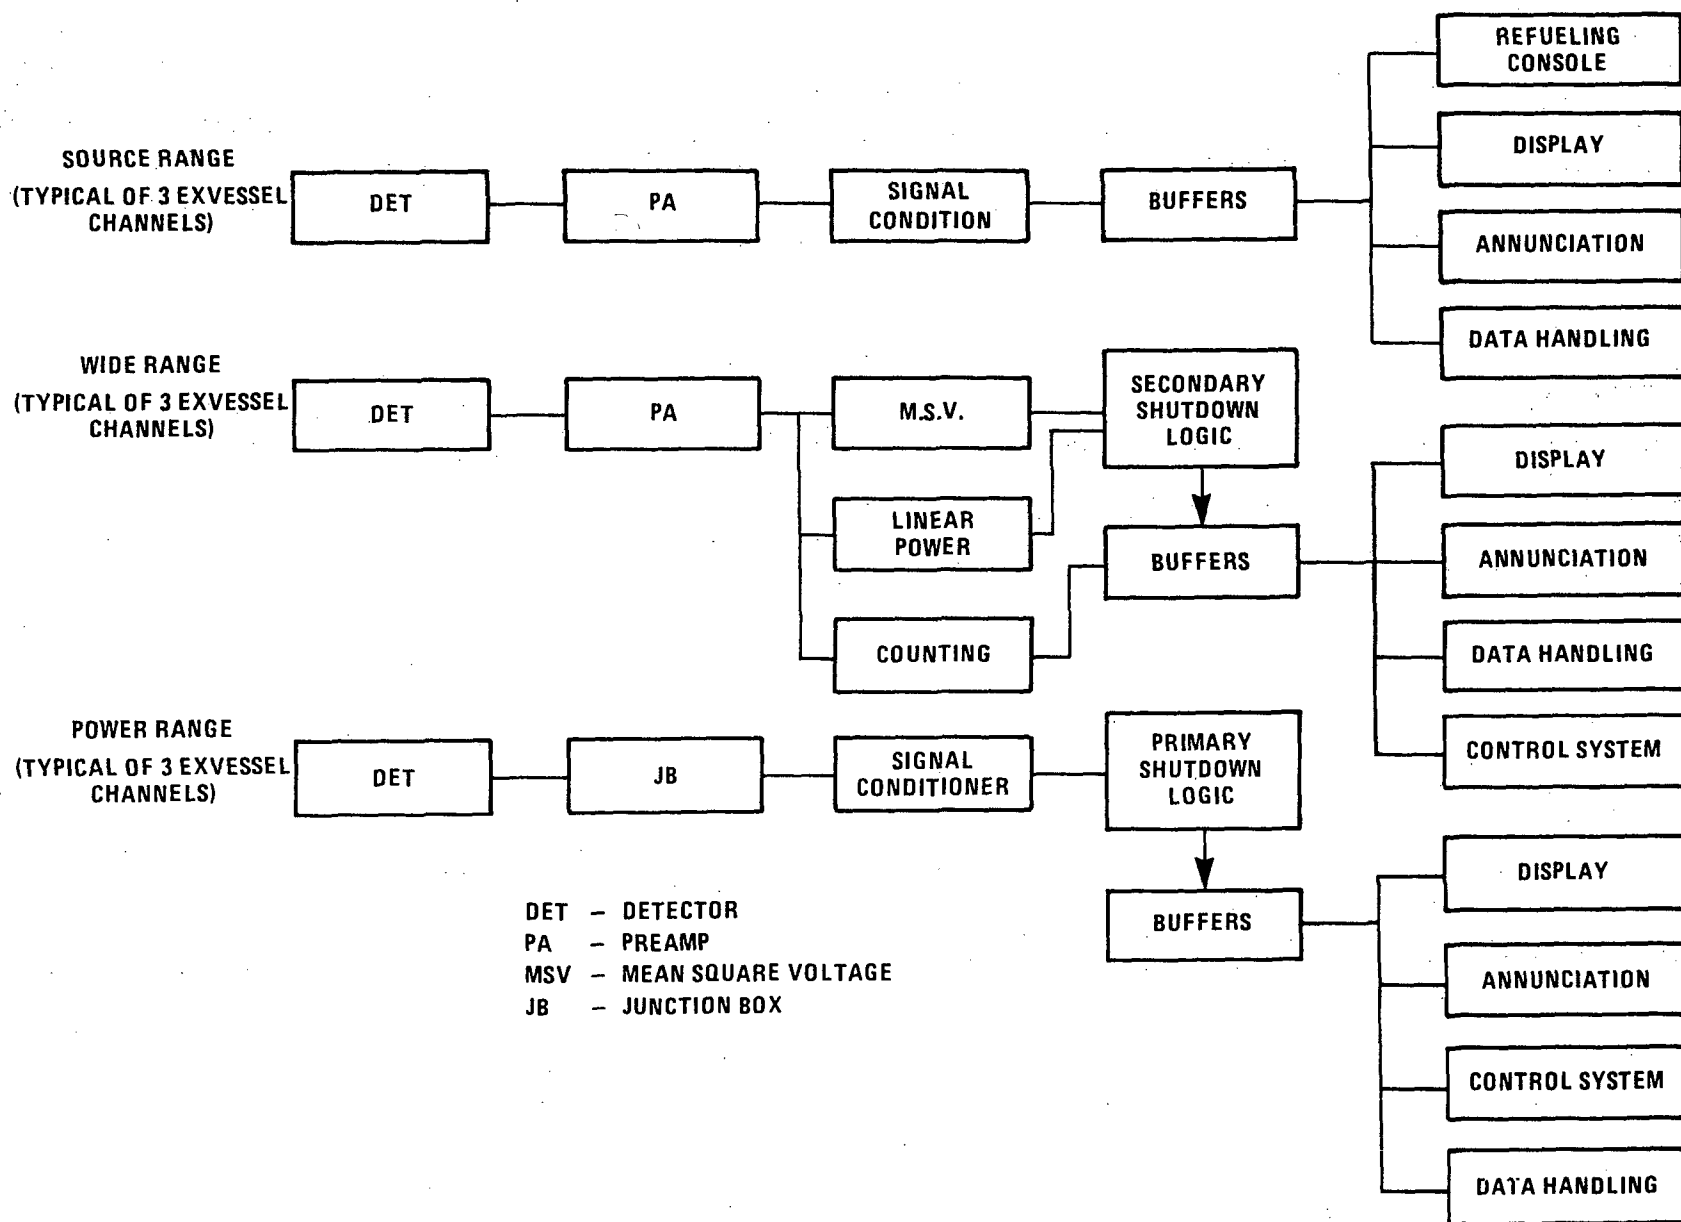 REFUELING
CONSOLE
SOURCE RANGE
(TYPICAL OF 3 EXVESSEL
CHANNELS)
DET
PA
SIGNAL
CONDITION
BUFFERS
DISPLAY
ANNUNCIATION
DATA HANDLING
WIDE RANGE
(TYPICAL OF 3 EXVESSEL
CHANNELS)
DET
PA
M.S.V.
SECONDARY
SHUTDOWN
LOGIC
LINEAR
POWER
COUNTING
BUFFERS
DISPLAY
ANNUNCIATION
DATA HANDLING
CONTROL SYSTEM
POWER RANGE
(TYPICAL OF 3 EXVESSEL
CHANNELS)
DET
JB
SIGNAL
CONDITIONER
PRIMARY
SHUTDOWN
LOGIC
BUFFERS
DISPLAY
ANNUNCIATION
CONTROL SYSTEM
DATA HANDLING
DET – DETECTOR
PA – PREAMP
MSV – MEAN SQUARE VOLTAGE
JB – JUNCTION BOX